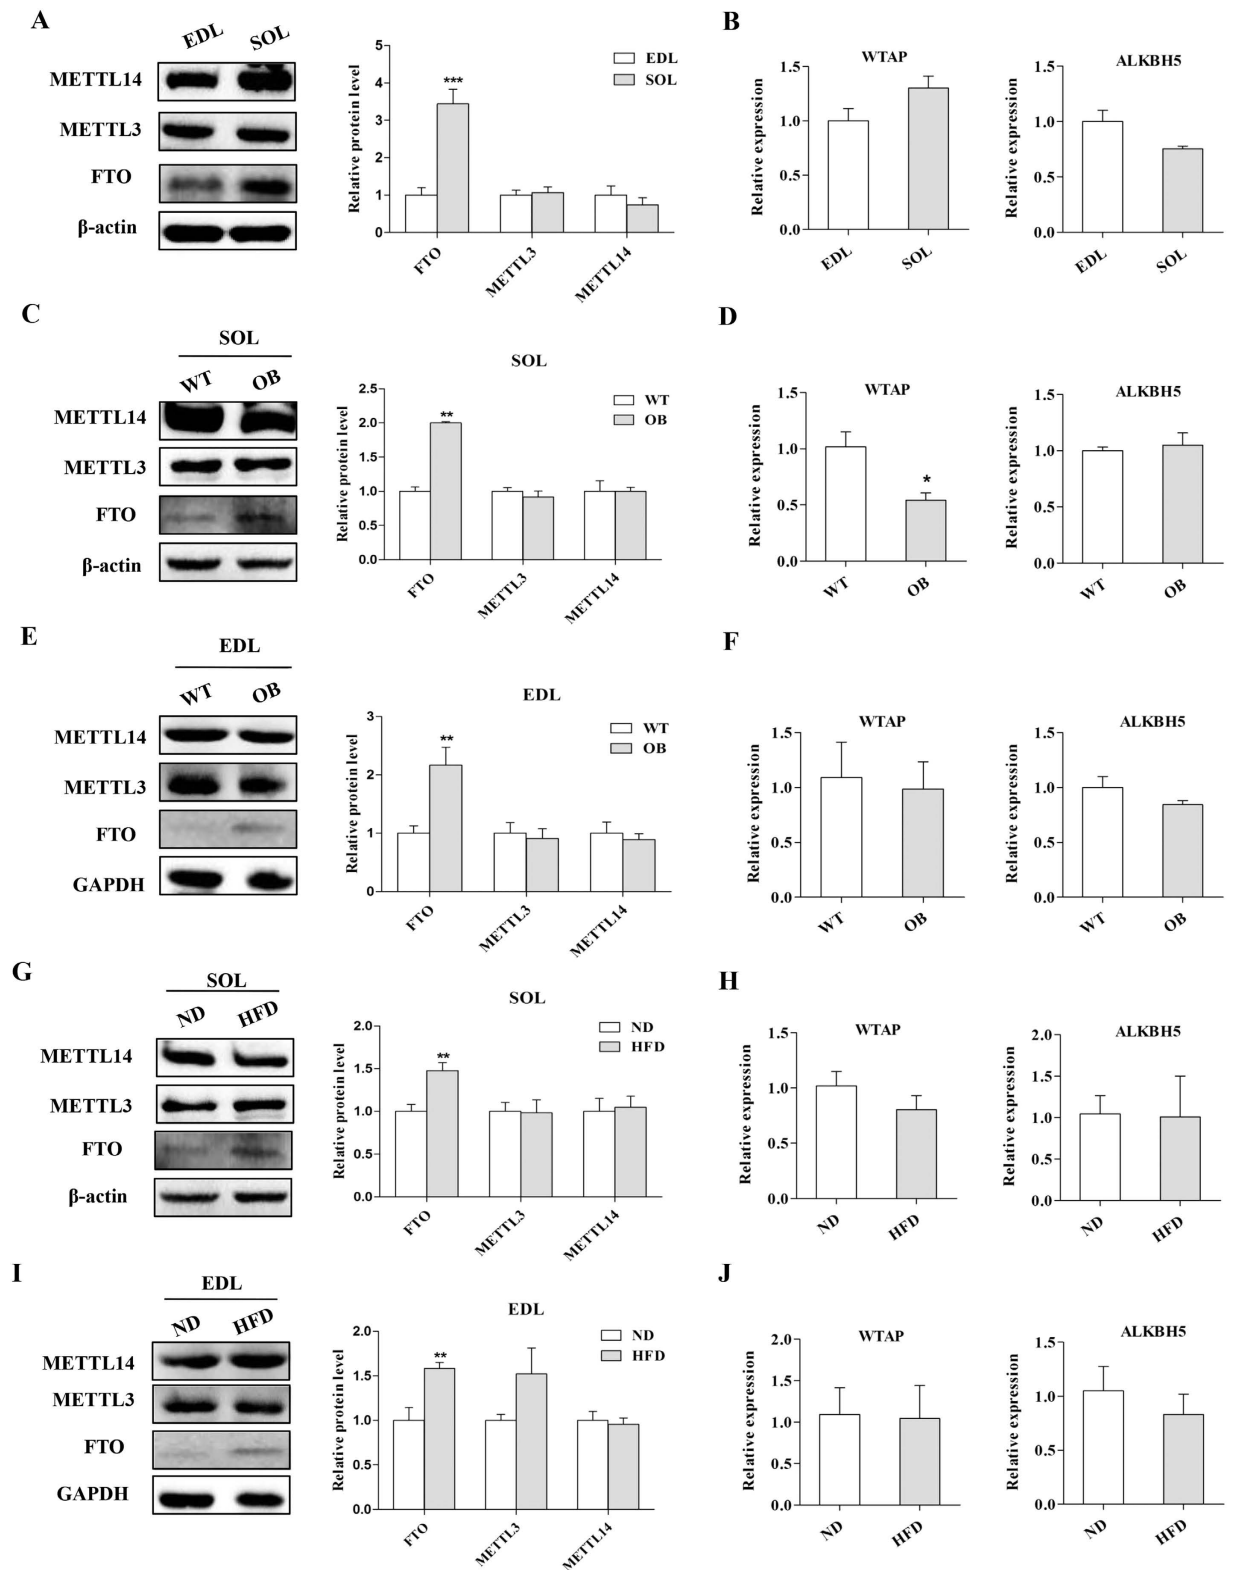 A
EDL SOL
METTL14
METTL3
FTO
β-actin
Relative protein level
5
4
3
2
1
0
FTO METTL3 METTL14
***
EDL
SOL
B
WTAP
Relative expression
1.5
1.0
0.5
0.0
EDL SOL
ALKBH5
Relative expression
1.5
1.0
0.5
0.0
EDL SOL
C
SOL
WT OB
METTL14
METTL3
FTO
β-actin
SOL
Relative protein level
2.5
2.0
1.0
0.5
0.0
FTO METTL3 METTL14
**
WT
OB
D
WTAP
Relative expression
1.5
1.0
0.5
0.0
*
WT OB
ALKBH5
Relative expression
1.5
1.0
0.5
0.0
WT OB
E
EDL
WT OB
METTL14
METTL3
FTO
GAPDH
EDL
Relative protein level
3
2
1
0
FTO METTL3 METTL14
**
WT
OB
F
WTAP
Relative expression
1.5
1.0
0.5
0.0
WT OB
ALKBH5
Relative expression
1.5
1.0
0.5
0.0
WT OB
G
SOL
ND HFD
METTL14
METTL3
FTO
β-actin
SOL
Relative protein level
2.0
1.5
1.0
0.5
0.0
FTO METTL3 METTL14
**
ND
HFD
H
WTAP
Relative expression
1.5
1.0
0.5
0.0
ND HFD
ALKBH5
Relative expression
2.0
1.5
1.0
0.5
0.0
ND HFD
I
EDL
ND HFD
METTL14
METTL3
FTO
GAPDH
EDL
Relative protein level
2.0
1.5
1.0
0.5
0.0
FTO METTL3 METTL14
**
ND
HFD
J
WTAP
Relative expression
2.0
1.5
1.0
0.5
0.0
ND HFD
ALKBH5
Relative expression
1.5
1.0
0.5
0.0
ND HFD